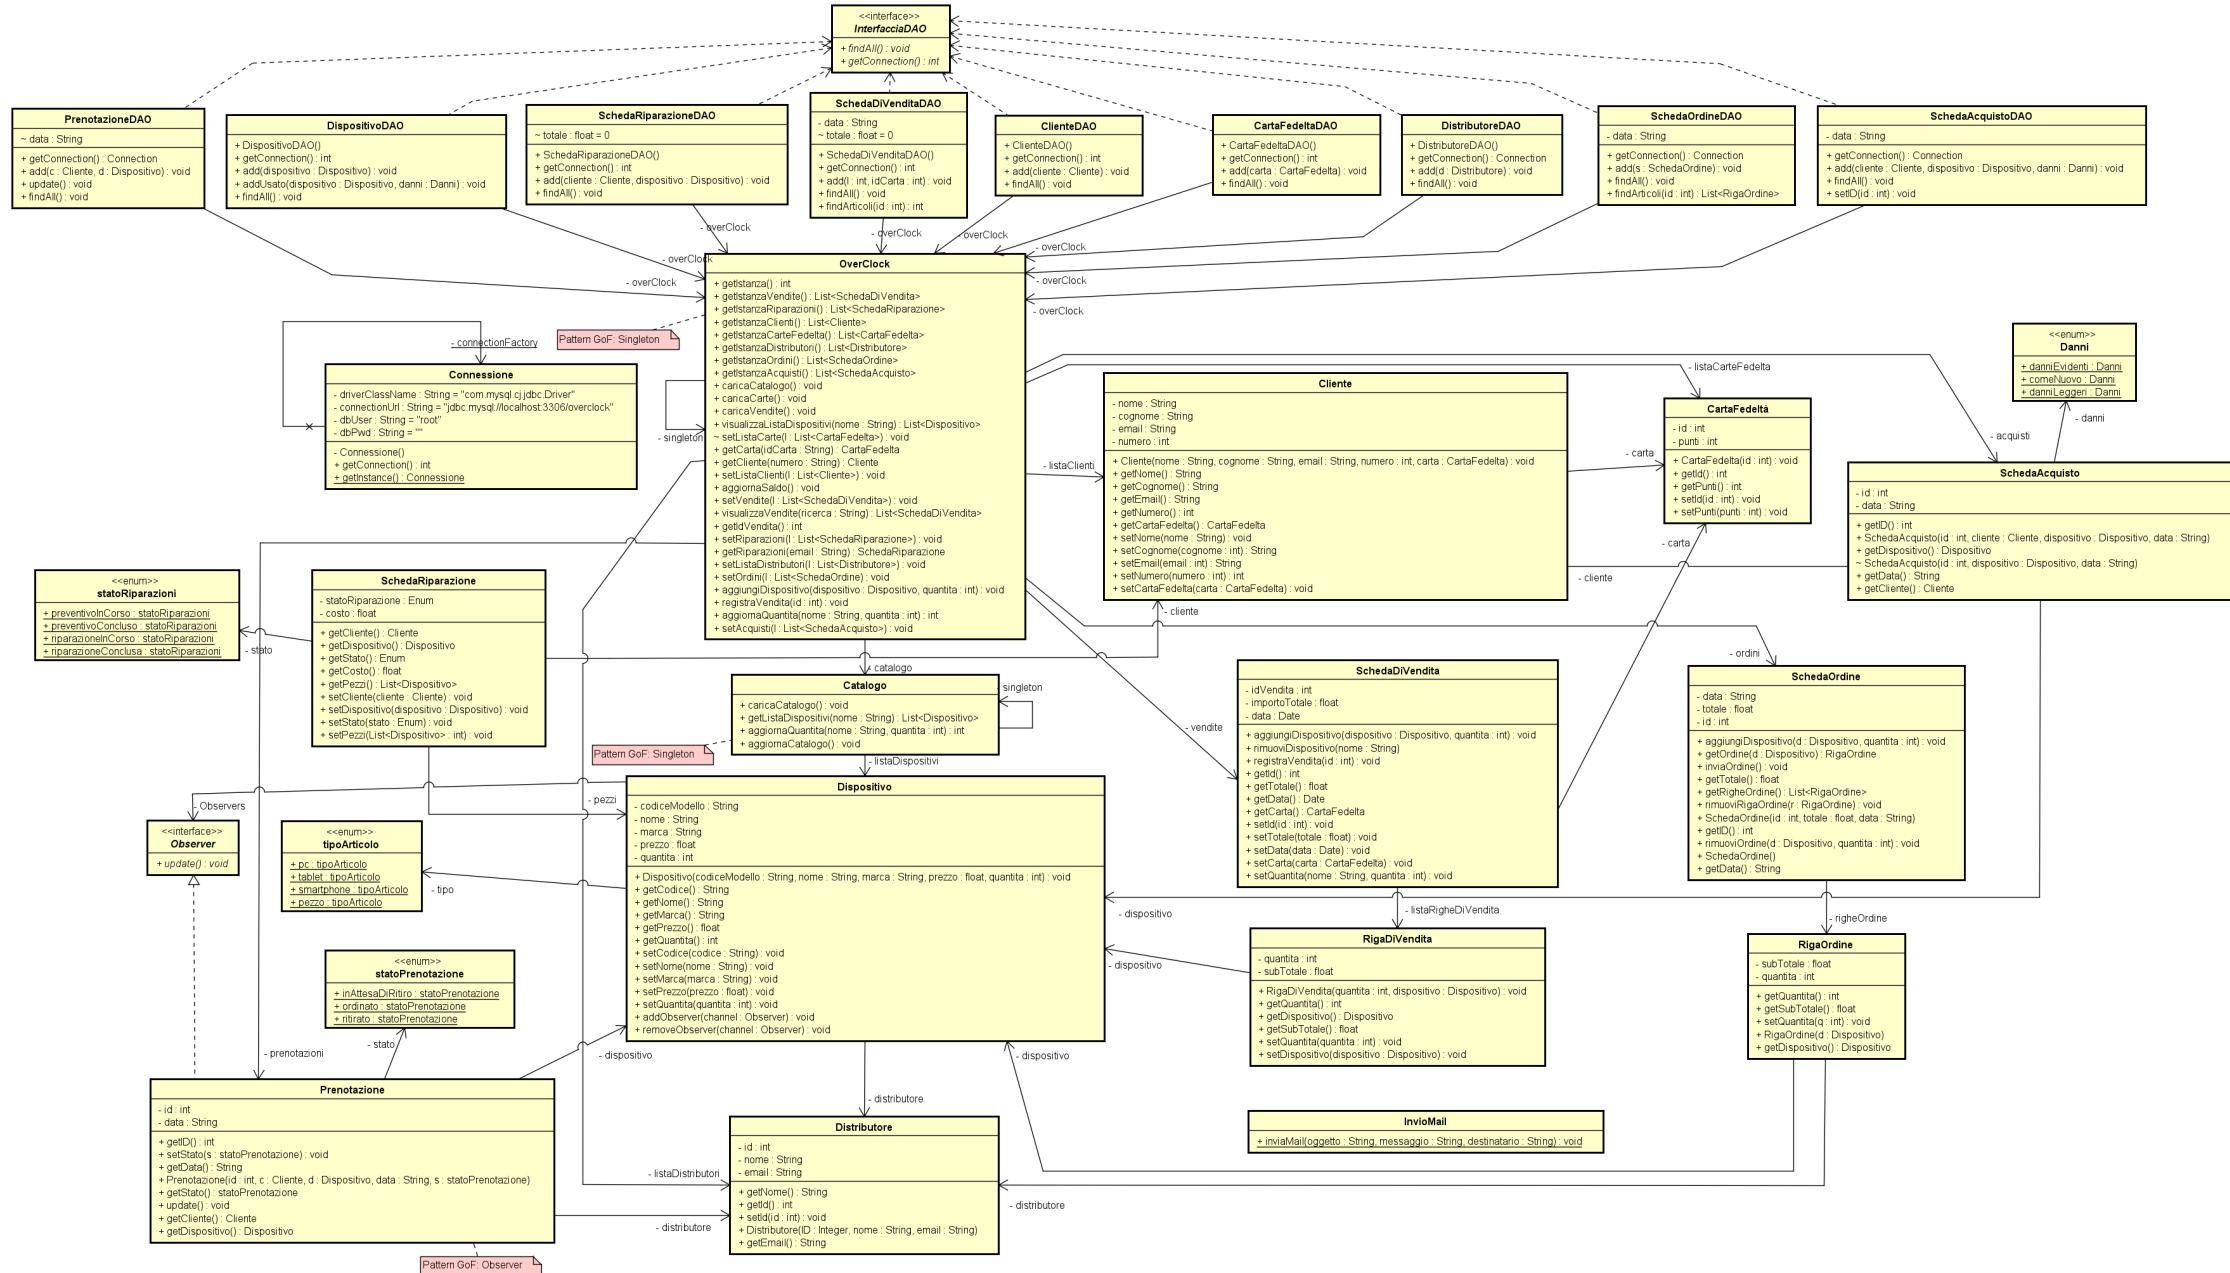 <<interface>>
InterfacciaDAO
+ findAll() : void
+ getConnection() : int
PrenotazioneDAO
~ data : String
+ getConnection() : Connection
+ add(c : Cliente, d : Dispositivo) : void
+ update() : void
+ findAll() : void
DispositivoDAO
+ DispositivoDAO()
+ getConnection() : int
+ add(dispositivo : Dispositivo) : void
+ addUsato(dispositivo : Dispositivo, danni : Danni) : void
+ findAll() : void
SchedaRiparazioneDAO
~ totale : float = 0
+ SchedaRiparazioneDAO()
+ getConnection() : int
+ add(cliente : Cliente, dispositivo : Dispositivo) : void
+ findAll() : void
SchedaDiVenditaDAO
- data : String
~ totale : float = 0
+ SchedaDiVenditaDAO()
+ getConnection() : int
+ add(l : int, idCarta : int) : void
+ findAll() : void
+ findArticoli(id : int) : int
ClienteDAO
+ ClienteDAO()
+ getConnection() : int
+ add(cliente : Cliente) : void
+ findAll() : void
CartaFedeltaDAO
+ CartaFedeltaDAO()
+ getConnection() : int
+ add(carta : CartaFedelta) : void
+ findAll() : void
DistributoreDAO
+ DistributoreDAO()
+ getConnection() : Connection
+ add(d : Distributore) : void
+ findAll() : void
SchedaOrdineDAO
- data : String
+ getConnection() : Connection
+ add(s : SchedaOrdine) : void
+ findAll() : void
+ findArticoli(id : int) : List<RigaOrdine>
SchedaAcquistoDAO
- data : String
+ getConnection() : Connection
+ add(cliente : Cliente, dispositivo : Dispositivo, danni : Danni) : void
+ findAll() : void
+ setID(id : int) : void
- overClock
- overClock
- overClock
- overClock
- overClock
- overClock
- overClock
- overClock
- overClock
OverClock
+ getIstanza() : int
+ getIstanzaVendite() : List<SchedaDiVendita>
+ getIstanzaRiparazioni() : List<SchedaRiparazione>
+ getIstanzaClienti() : List<Cliente>
+ getIstanzaCarteFedelta() : List<CartaFedelta>
+ getIstanzaDistributori() : List<Distributore>
+ getIstanzaOrdini() : List<SchedaOrdine>
+ getIstanzaAcquisti() : List<SchedaAcquisto>
+ caricaCatalogo() : void
+ caricaCarte() : void
+ caricaVendite() : void
+ visualizzaListaDispositivi(nome : String) : List<Dispositivo>
~ setListaCarte(l : List<CartaFedelta>) : void
+ getCarta(idCarta : String) : CartaFedelta
+ getCliente(numero : String) : Cliente
+ setListaClienti(l : List<Cliente>) : void
+ aggiornaSaldo() : void
+ setVendite(l : List<SchedaDiVendita>) : void
+ visualizzaVendite(ricerca : String) : List<SchedaDiVendita>
+ getIdVendita() : int
+ setRiparazioni(l : List<SchedaRiparazione>) : void
+ getRiparazioni(email : String) : SchedaRiparazione
+ setListaDistributori(l : List<Distributore>) : void
+ setOrdini(l : List<SchedaOrdine>) : void
+ aggiungiDispositivo(dispositivo : Dispositivo, quantita : int) : void
+ registraVendita(id : int) : void
+ aggiornaQuantita(nome : String, quantita : int) : int
+ setAcquisti(l : List<SchedaAcquisto>) : void
Pattern GoF: Singleton
- singleton
- connectionFactory
Connessione
- driverClassName : String = "com.mysql.cj.jdbc.Driver"
- connectionUrl : String = "jdbc:mysql://localhost:3306/overclock"
- dbUser : String = "root"
- dbPwd : String = ""
- Connessione()
+ getConnection() : int
+ getInstance() : Connessione
<<enum>>
Danni
+ danniEvidenti : Danni
+ comeNuovo : Danni
+ danniLeggeri : Danni
- danni
- listaCarteFedelta
- acquisti
- listaClienti
Cliente
- nome : String
- cognome : String
- email : String
- numero : int
+ Cliente(nome : String, cognome : String, email : String, numero : int, carta : CartaFedelta) : void
+ getNome() : String
+ getCognome() : String
+ getEmail() : String
+ getNumero() : int
+ getCartaFedelta() : CartaFedelta
+ setNome(nome : String) : void
+ setCognome(cognome : int) : String
+ setEmail(email : int) : String
+ setNumero(numero : int) : int
+ setCartaFedelta(carta : CartaFedelta) : void
- carta
CartaFedeltà
- id : int
- punti : int
+ CartaFedelta(id : int) : void
+ getId() : int
+ getPunti() : int
+ setId(id : int) : void
+ setPunti(punti : int) : void
- carta
SchedaAcquisto
- id : int
- data : String
+ getID() : int
+ SchedaAcquisto(id : int, cliente : Cliente, dispositivo : Dispositivo, data : String)
+ getDispositivo() : Dispositivo
~ SchedaAcquisto(id : int, dispositivo : Dispositivo, data : String)
+ getData() : String
+ getCliente() : Cliente
- cliente
- cliente
<<enum>>
statoRiparazioni
+ preventivoInCorso : statoRiparazioni
+ preventivoConcluso : statoRiparazioni
+ riparazioneInCorso : statoRiparazioni
+ riparazioneConclusa : statoRiparazioni
- stato
SchedaRiparazione
- statoRiparazione : Enum
- costo : float
+ getCliente() : Cliente
+ getDispositivo() : Dispositivo
+ getStato() : Enum
+ getCosto() : float
+ getPezzi() : List<Dispositivo>
+ setCliente(cliente : Cliente) : void
+ setDispositivo(dispositivo : Dispositivo) : void
+ setStato(stato : Enum) : void
+ setPezzi(List<Dispositivo> : int) : void
- catalogo
Catalogo
+ caricaCatalogo() : void
+ getListaDispositivi(nome : String) : List<Dispositivo>
+ aggiornaQuantita(nome : String, quantita : int) : int
+ aggiornaCatalogo() : void
- singleton
Pattern GoF: Singleton
- listaDispositivi
- vendite
- ordini
SchedaDiVendita
- idVendita : int
- importoTotale : float
- data : Date
+ aggiungiDispositivo(dispositivo : Dispositivo, quantita : int) : void
+ rimuoviDispositivo(nome : String)
+ registraVendita(id : int) : void
+ getId() : int
+ getTotale() : float
+ getData() : Date
+ getCarta() : CartaFedelta
+ setId(id : int) : void
+ setTotale(totale : float) : void
+ setData(data : Date) : void
+ setCarta(carta : CartaFedelta) : void
+ setQuantita(nome : String, quantita : int) : void
SchedaOrdine
- data : String
- totale : float
- id : int
+ aggiungiDispositivo(d : Dispositivo, quantita : int) : void
+ getOrdine(d : Dispositivo) : RigaOrdine
+ inviaOrdine() : void
+ getTotale() : float
+ getRigheOrdine() : List<RigaOrdine>
+ rimuoviRigaOrdine(r : RigaOrdine) : void
+ SchedaOrdine(id : int, totale : float, data : String)
+ getID() : int
+ rimuoviOrdine(d : Dispositivo, quantita : int) : void
+ SchedaOrdine()
+ getData() : String
- Observers
- pezzi
<<interface>>
Observer
+ update() : void
<<enum>>
tipoArticolo
+ pc : tipoArticolo
+ tablet : tipoArticolo
+ smartphone : tipoArticolo
+ pezzo : tipoArticolo
- tipo
Dispositivo
- codiceModello : String
- nome : String
- marca : String
- prezzo : float
- quantita : int
+ Dispositivo(codiceModello : String, nome : String, marca : String, prezzo : float, quantita : int) : void
+ getCodice() : String
+ getNome() : String
+ getMarca() : String
+ getPrezzo() : float
+ getQuantita() : int
+ setCodice(codice : String) : void
+ setNome(nome : String) : void
+ setMarca(marca : String) : void
+ setPrezzo(prezzo : float) : void
+ setQuantita(quantita : int) : void
+ addObserver(channel : Observer) : void
+ removeObserver(channel : Observer) : void
- dispositivo
- dispositivo
- dispositivo
- dispositivo
- listaRigheDiVendita
RigaDiVendita
- quantita : int
- subTotale : float
+ RigaDiVendita(quantita : int, dispositivo : Dispositivo) : void
+ getQuantita() : int
+ getDispositivo() : Dispositivo
+ getSubTotale() : float
+ setQuantita(quantita : int) : void
+ setDispositivo(dispositivo : Dispositivo) : void
- righeOrdine
RigaOrdine
- subTotale : float
- quantita : int
+ getQuantita() : int
+ getSubTotale() : float
+ setQuantita(q : int) : void
+ RigaOrdine(d : Dispositivo)
+ getDispositivo() : Dispositivo
<<enum>>
statoPrenotazione
+ inAttesaDiRitiro : statoPrenotazione
+ ordinato : statoPrenotazione
+ ritirato : statoPrenotazione
- stato
- prenotazioni
Prenotazione
- id : int
- data : String
+ getID() : int
+ setStato(s : statoPrenotazione) : void
+ getData() : String
+ Prenotazione(id : int, c : Cliente, d : Dispositivo, data : String, s : statoPrenotazione)
+ getStato() : statoPrenotazione
+ update() : void
+ getCliente() : Cliente
+ getDispositivo() : Dispositivo
Pattern GoF: Observer
- distributore
- listaDistributori
- distributore
- distributore
Distributore
- id : int
- nome : String
- email : String
+ getNome() : String
+ getId() : int
+ setId(id : int) : void
+ Distributore(ID : Integer, nome : String, email : String)
+ getEmail() : String
InvioMail
+ inviaMail(oggetto : String, messaggio : String, destinatario : String) : void